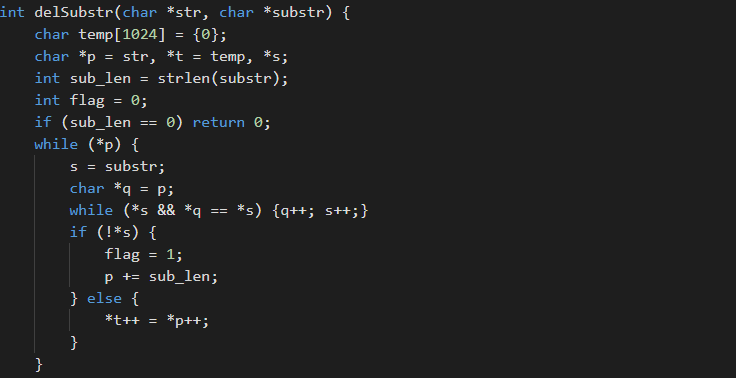 int delSubstr(char *str, char *substr) {
    char temp[1024] = {0};
    char *p = str, *t = temp, *s;
    int sub_len = strlen(substr);
    int flag = 0;
    if (sub_len == 0) return 0;
    while (*p) {
        s = substr;
        char *q = p;
        while (*s && *q == *s) {q++; s++;}
        if (!*s) {
            flag = 1;
            p += sub_len;
        } else {
            *t++ = *p++;
        }
    }